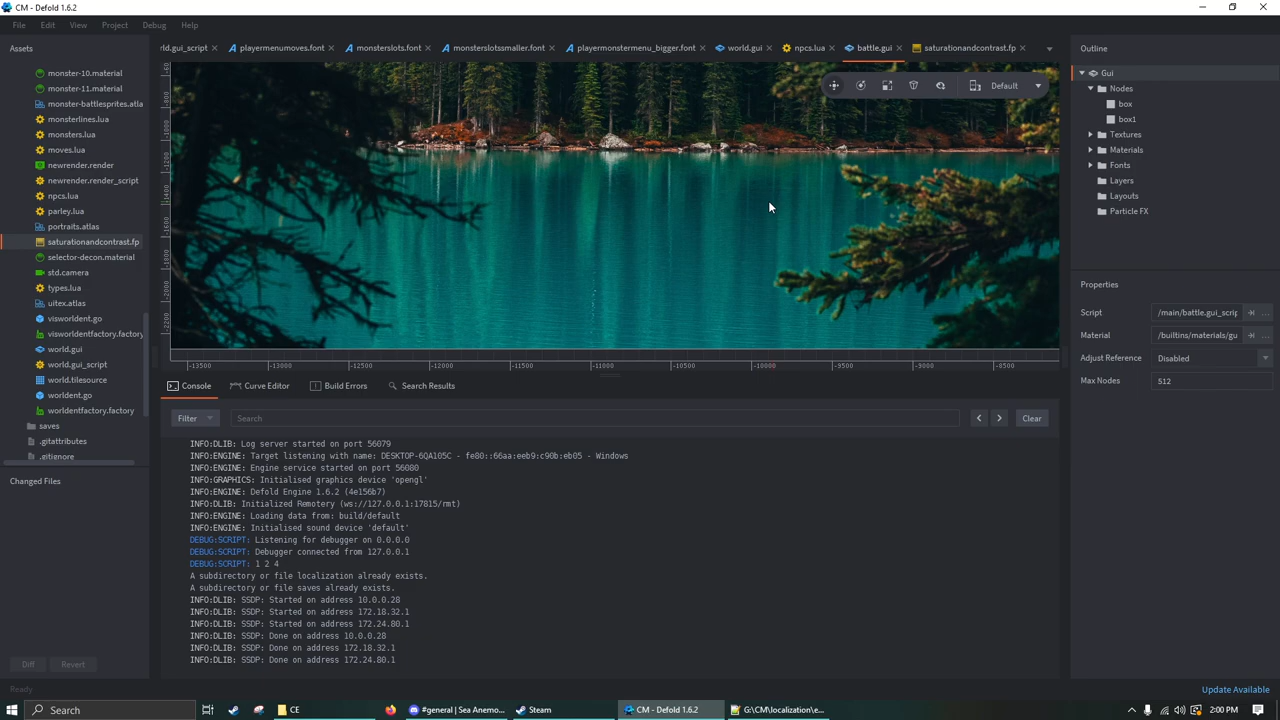 CM - Defold 1.6.2
File Edit View Project Debug Help
Assets
rld.gui_script playermenumoves.font monsterslots.font monsterslotssmaller.font playermonstermenu_bigger.font world.gui npcs.lua battle.gui saturationandcontrast.fp
Default
monster-10.material
monster-11.material
monster-battlesprites.atla
monsterlines.lua
monsters.lua
moves.lua
newrender.render
newrender.render_script
npcs.lua
parley.lua
portraits.atlas
saturationandcontrast.fp
selector-decon.material
std.camera
types.lua
uitex.atlas
visworldent.go
visworldentfactory.factory
world.gui
world.gui_script
world.tilesource
worldent.go
worldentfactory.factory
saves
.gitattributes
.gitignore
Changed Files
Diff Revert
Ready
-800
-1000
-1200
-1400
-1600
-1800
-2000
-2200
-13500 -13000 -12500 -12000 -11500 -11000 -10500 -10000 -9500 -9000 -8500
Console Curve Editor Build Errors Search Results
Filter Search Clear
INFO:DLIB: Log server started on port 56079
INFO:ENGINE: Target listening with name: DESKTOP-6QA105C - fe80::66aa:eeb9:c90b:eb05 - Windows
INFO:ENGINE: Engine service started on port 56080
INFO:GRAPHICS: Initialised graphics device 'opengl'
INFO:ENGINE: Defold Engine 1.6.2 (4e156b7)
INFO:DLIB: Initialized Remotery (ws://127.0.0.1:17815/rmt)
INFO:ENGINE: Loading data from: build/default
INFO:ENGINE: Initialised sound device 'default'
DEBUG:SCRIPT: Listening for debugger on 0.0.0.0
DEBUG:SCRIPT: Debugger connected from 127.0.0.1
DEBUG:SCRIPT: 1 2 4
A subdirectory or file localization already exists.
A subdirectory or file saves already exists.
INFO:DLIB: SSDP: Started on address 10.0.0.28
INFO:DLIB: SSDP: Started on address 172.18.32.1
INFO:DLIB: SSDP: Started on address 172.24.80.1
INFO:DLIB: SSDP: Done on address 10.0.0.28
INFO:DLIB: SSDP: Done on address 172.18.32.1
INFO:DLIB: SSDP: Done on address 172.24.80.1
Outline
Gui
Nodes
box
box1
Textures
Materials
Fonts
Layers
Layouts
Particle FX
Properties
Script /main/battle.gui_scrip ...
Material /builtins/materials/gu ...
Adjust Reference Disabled
Max Nodes 512
Update Available
Search CE #general | Sea Anemo... Steam CM - Defold 1.6.2 G:\CM\localization\e... 2:00 PM